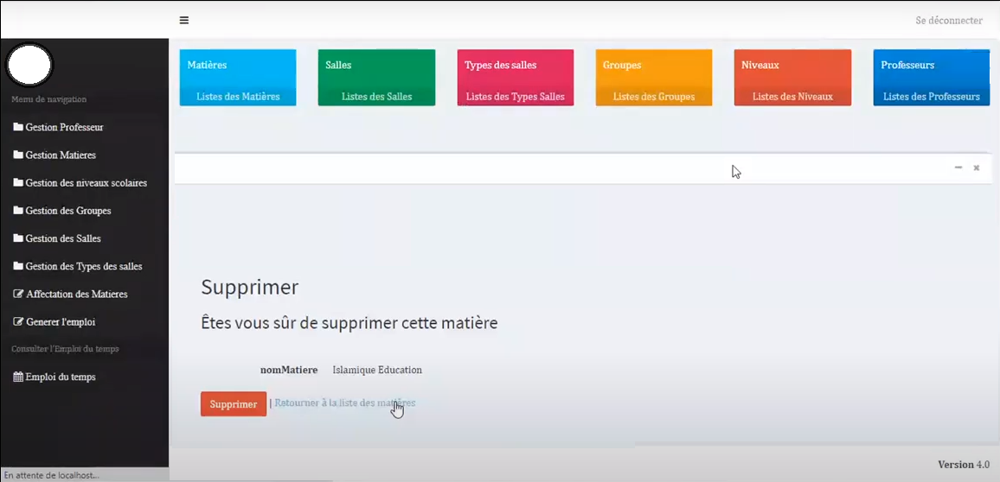 Se déconnecter
Menu de navigation
Gestion Professeur
Gestion Matieres
Gestion des niveaux scolaires
Gestion des Groupes
Gestion des Salles
Gestion des Types des salles
Affectation des Matieres
Generer l'emploi
Consulter l'Emploi du temps
Emploi du temps
Matières
Listes des Matières
Salles
Listes des Salles
Types des salles
Listes des Types Salles
Groupes
Listes des Groupes
Niveaux
Listes des Niveaux
Professeurs
Listes des Professeurs
Supprimer
Êtes vous sûr de supprimer cette matière
nomMatiere Islamique Education
Supprimer | Retourner à la liste des matières
Version 4.0
En attente de localhost...